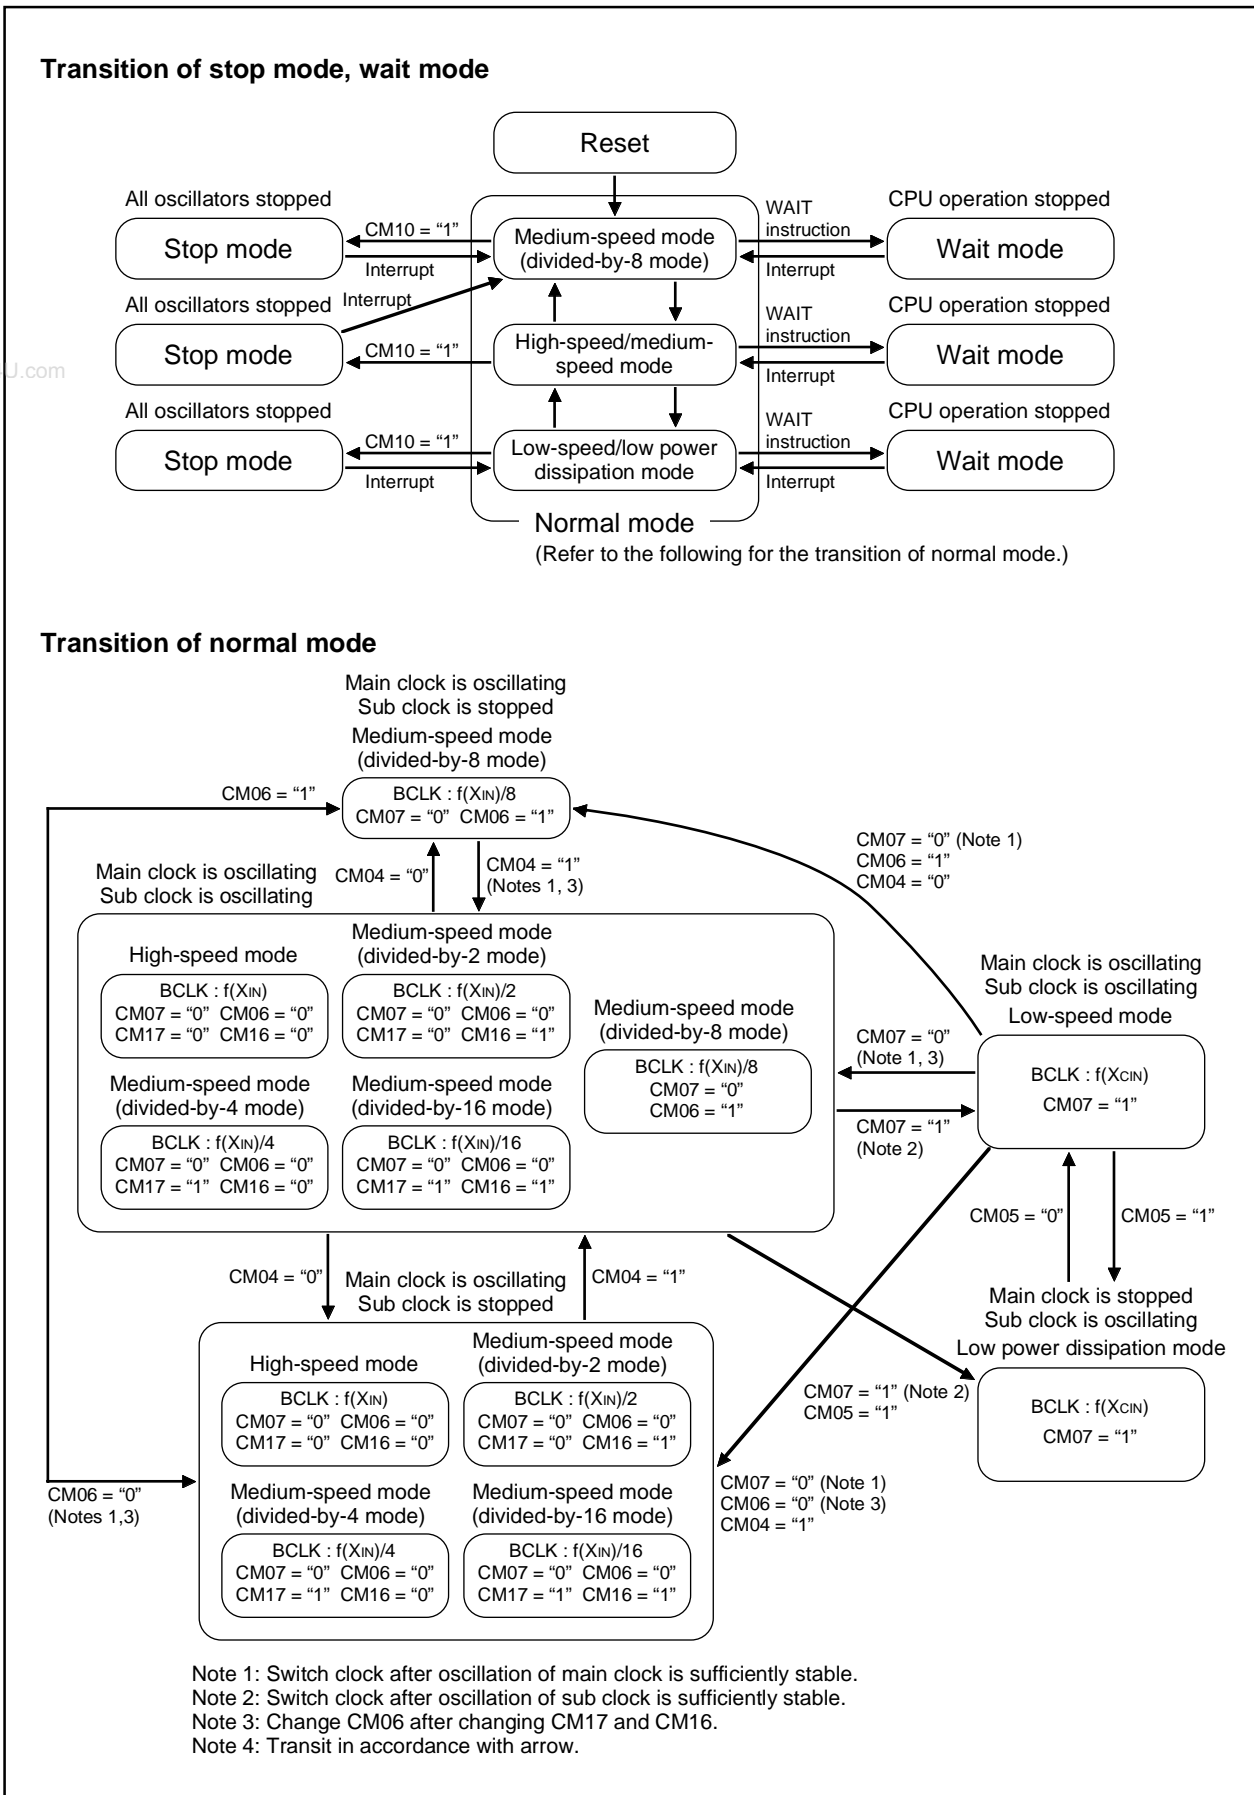 Transition of stop mode, wait mode
Reset
All oscillators stopped
Stop mode
CM10 = “1”
Interrupt
Medium-speed mode
(divided-by-8 mode)
WAIT
instruction
Interrupt
CPU operation stopped
Wait mode
All oscillators stopped
Interrupt
Stop mode
CM10 = “1”
High-speed/medium-
speed mode
WAIT
instruction
Interrupt
CPU operation stopped
Wait mode
U.com
All oscillators stopped
Stop mode
CM10 = “1”
Interrupt
Low-speed/low power
dissipation mode
WAIT
instruction
Interrupt
CPU operation stopped
Wait mode
Normal mode
(Refer to the following for the transition of normal mode.)
Transition of normal mode
Main clock is oscillating
Sub clock is stopped
Medium-speed mode
(divided-by-8 mode)
CM06 = “1”
BCLK : f(XIN)/8
CM07 = “0” CM06 = “1”
CM07 = “0” (Note 1)
CM06 = “1”
CM04 = “0”
Main clock is oscillating
Sub clock is oscillating
CM04 = “0”
CM04 = “1”
(Notes 1, 3)
High-speed mode
BCLK : f(XIN)
CM07 = “0” CM06 = “0”
CM17 = “0” CM16 = “0”
Medium-speed mode
(divided-by-2 mode)
BCLK : f(XIN)/2
CM07 = “0” CM06 = “0”
CM17 = “0” CM16 = “1”
Medium-speed mode
(divided-by-8 mode)
BCLK : f(XIN)/8
CM07 = “0”
CM06 = “1”
Medium-speed mode
(divided-by-4 mode)
BCLK : f(XIN)/4
CM07 = “0” CM06 = “0”
CM17 = “1” CM16 = “0”
Medium-speed mode
(divided-by-16 mode)
BCLK : f(XIN)/16
CM07 = “0” CM06 = “0”
CM17 = “1” CM16 = “1”
CM07 = “0”
(Note 1, 3)
CM07 = “1”
(Note 2)
Main clock is oscillating
Sub clock is oscillating
Low-speed mode
BCLK : f(XCIN)
CM07 = “1”
CM05 = “0”
CM05 = “1”
Main clock is stopped
Sub clock is oscillating
Low power dissipation mode
BCLK : f(XCIN)
CM07 = “1”
CM07 = “1” (Note 2)
CM05 = “1”
CM04 = “0”
Main clock is oscillating
Sub clock is stopped
CM04 = “1”
High-speed mode
BCLK : f(XIN)
CM07 = “0” CM06 = “0”
CM17 = “0” CM16 = “0”
Medium-speed mode
(divided-by-2 mode)
BCLK : f(XIN)/2
CM07 = “0” CM06 = “0”
CM17 = “0” CM16 = “1”
CM06 = “0”
(Notes 1,3)
Medium-speed mode
(divided-by-4 mode)
BCLK : f(XIN)/4
CM07 = “0” CM06 = “0”
CM17 = “1” CM16 = “0”
Medium-speed mode
(divided-by-16 mode)
BCLK : f(XIN)/16
CM07 = “0” CM06 = “0”
CM17 = “1” CM16 = “1”
CM07 = “0” (Note 1)
CM06 = “0” (Note 3)
CM04 = “1”
Note 1: Switch clock after oscillation of main clock is sufficiently stable.
Note 2: Switch clock after oscillation of sub clock is sufficiently stable.
Note 3: Change CM06 after changing CM17 and CM16.
Note 4: Transit in accordance with arrow.